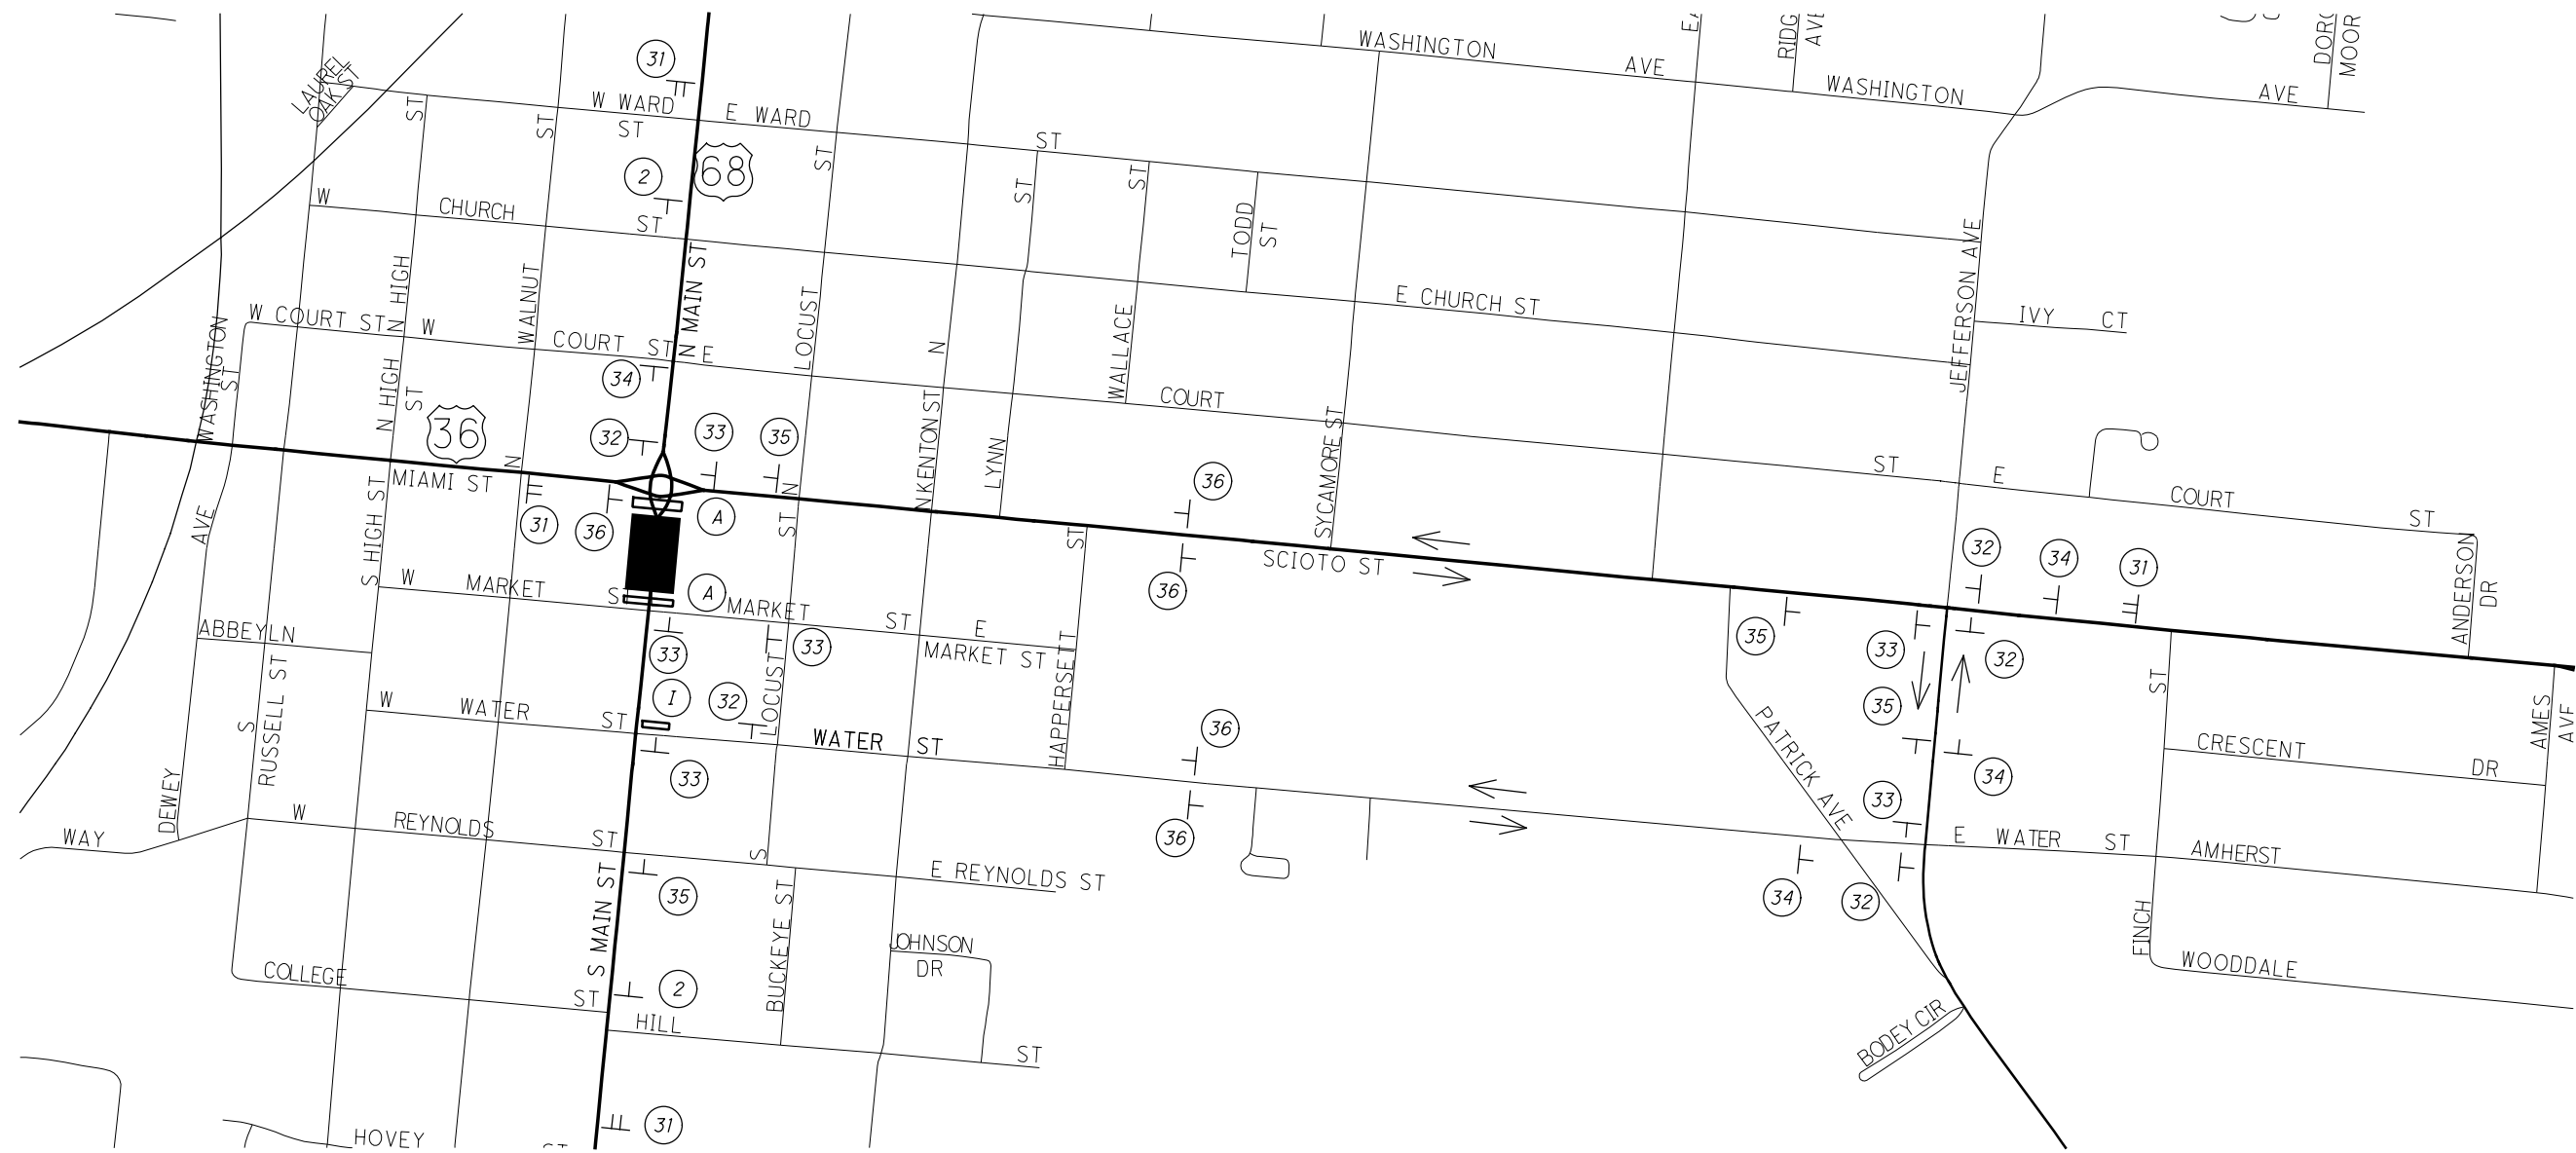 WASHINGTON
AVE
WASHINGTON
AVE
RIDG
AVE
DORC
MOOR
LAUREL
OAK ST
ST
31
W WARD
ST
ST
E WARD
ST
ST
68
2
W
CHURCH
ST
ST
ST
TODD
ST
N HIGH
WALNUT
N MAIN ST
LOCUST
N
WALLACE
E CHURCH ST
JEFFERSON AVE
IVY
CT
W COURT ST
W
COURT
ST
E
COURT
ST
E
COURT
ST
WASHINGTON
ST
N HIGH
ST
36
34
32
33
35
N KENTON ST
LYNN
SYCAMORE ST
36
MIAMI ST
N
N
31
36
A
ST
ST
SCIOTO ST
36
32
34
31
ANDERSON
DR
AVE
S HIGH ST
W
MARKET
ST
A
MARKET
ST
E
MARKET ST
ABBEY LN
33
33
35
33
32
I
32
LOCUST
HAPPERSETT
35
34
ST
RUSSELL ST
S
W
WATER
ST
WATER
ST
36
33
36
PATRICK AVE
33
CRESCENT
DR
AMES
DEWEY
WAY
W
REYNOLDS
ST
S
E REYNOLDS ST
E
WATER
ST
AMHERST
35
34
32
S MAIN ST
BUCKEYE ST
JOHNSON
DR
FINCH
WOODDALE
COLLEGE
ST
2
HILL
ST
BODEY CIR
HOVEY
31